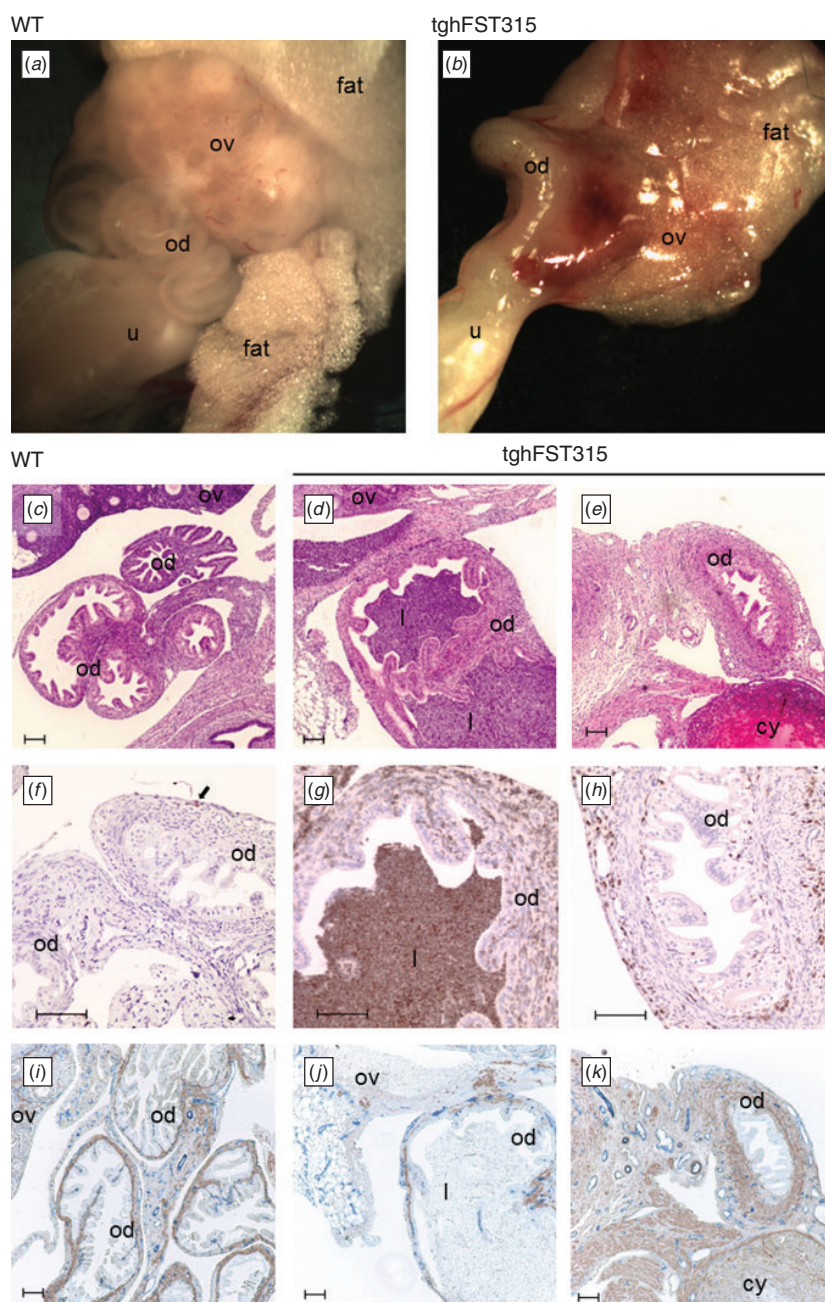 WT
tghFST315
(a)
fat
ov
od
u
fat
(b)
fat
od
ov
u
WT
tghFST315
(c)
ov
od
od
(d)
ov
l
od
l
(e)
od
cy
(f)
od
od
(g)
od
l
(h)
od
(i)
ov
od
od
(j)
ov
od
l
(k)
od
cy